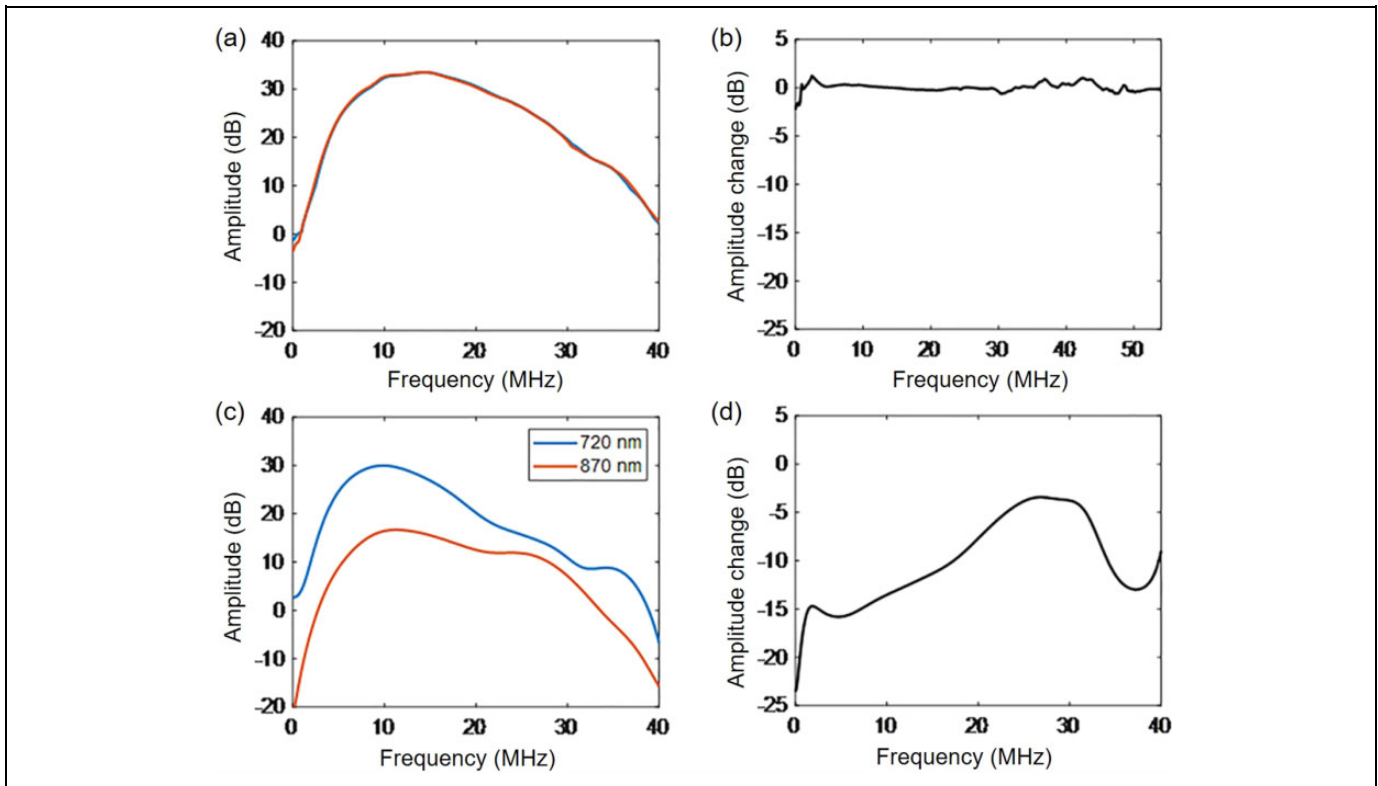 (a)
40
30
20
10
0
-10
-20
Amplitude (dB)
0 10 20 30 40
Frequency (MHz)
(b)
5
0
-5
-10
-15
-20
-25
Amplitude change (dB)
0 10 20 30 40 50
Frequency (MHz)
(c)
40
30
20
10
0
-10
-20
Amplitude (dB)
720 nm
870 nm
0 10 20 30 40
Frequency (MHz)
(d)
5
0
-5
-10
-15
-20
-25
Amplitude change (dB)
0 10 20 30 40
Frequency (MHz)